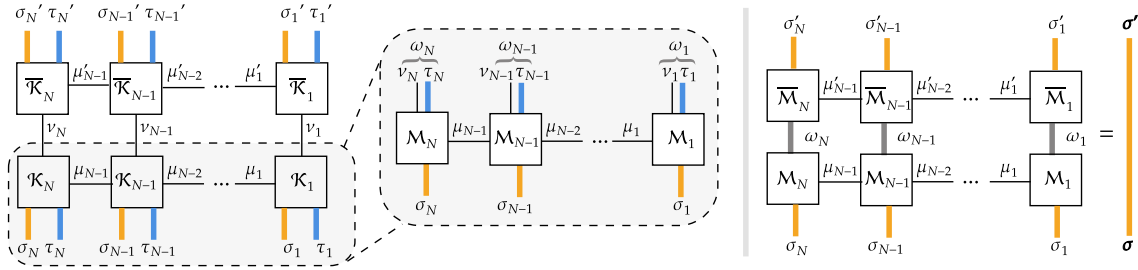 σ_N′ τ_N′ σ_{N−1}′ τ_{N−1}′ σ_1′ τ_1′
𝒦̅_N μ′_{N−1} 𝒦̅_{N−1} μ′_{N−2} ... μ′_1 𝒦̅_1
ν_N ν_{N−1} ν_1
𝒦_N μ_{N−1} 𝒦_{N−1} μ_{N−2} ... μ_1 𝒦_1
σ_N τ_N σ_{N−1} τ_{N−1} σ_1 τ_1
ω_N ω_{N−1} ω_1
ν_N τ_N ν_{N−1} τ_{N−1} ν_1 τ_1
ℳ_N μ_{N−1} ℳ_{N−1} μ_{N−2} ... μ_1 ℳ_1
σ_N σ_{N−1} σ_1
σ′_N σ′_{N−1} σ′_1 σ′
ℳ̅_N μ′_{N−1} ℳ̅_{N−1} μ′_{N−2} ... μ′_1 ℳ̅_1
ω_N ω_{N−1} ω_1 =
ℳ_N μ_{N−1} ℳ_{N−1} μ_{N−2} ... μ_1 ℳ_1
σ_N σ_{N−1} σ_1 σ